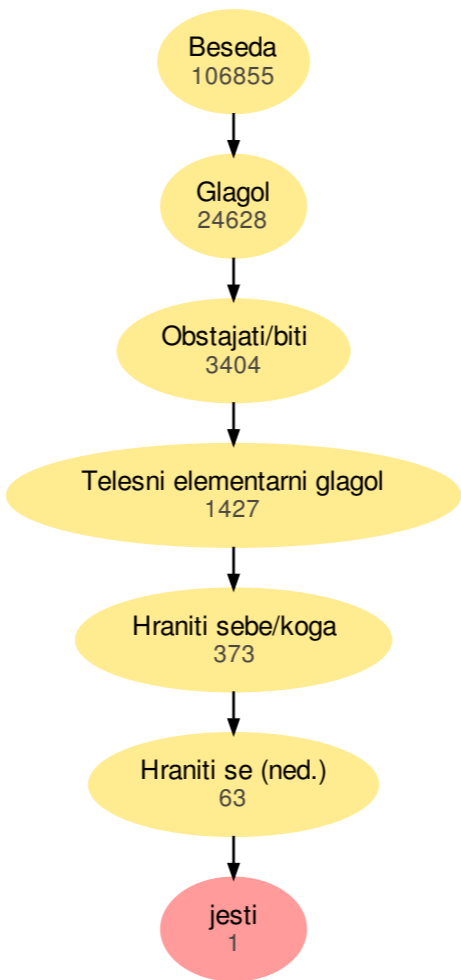 Beseda
106855
Glagol
24628
Obstajati/biti
3404
Telesni elementarni glagol
1427
Hraniti sebe/koga
373
Hraniti se (ned.)
63
jesti
1